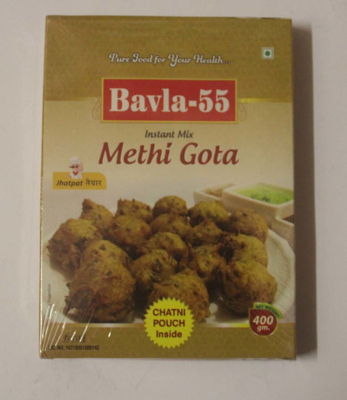 Pure Food for Your Health...
Bavla-55
Instant Mix
Methi Gota
Jhatpat तैयार
CHATNI
POUCH
Inside
400
gm.